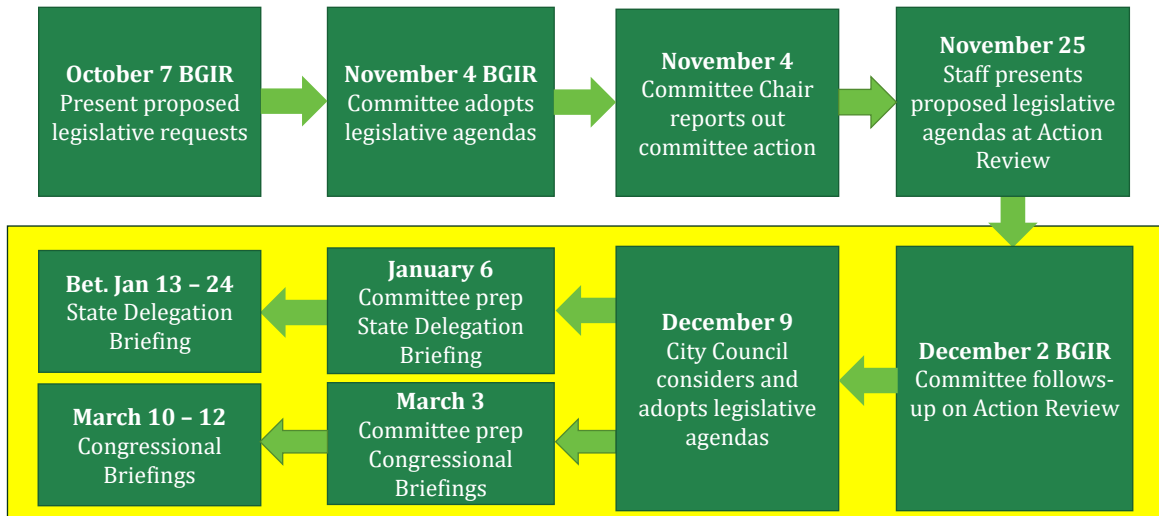 October 7 BGIR
Present proposed
legislative requests
November 4 BGIR
Committee adopts
legislative agendas
November 4
Committee Chair
reports out
committee action
November 25
Staff presents
proposed legislative
agendas at Action
Review
December 2 BGIR
Committee follows-
up on Action Review
December 9
City Council
considers and
adopts legislative
agendas
January 6
Committee prep
State Delegation
Briefing
Bet. Jan 13 – 24
State Delegation
Briefing
March 3
Committee prep
Congressional
Briefings
March 10 – 12
Congressional
Briefings